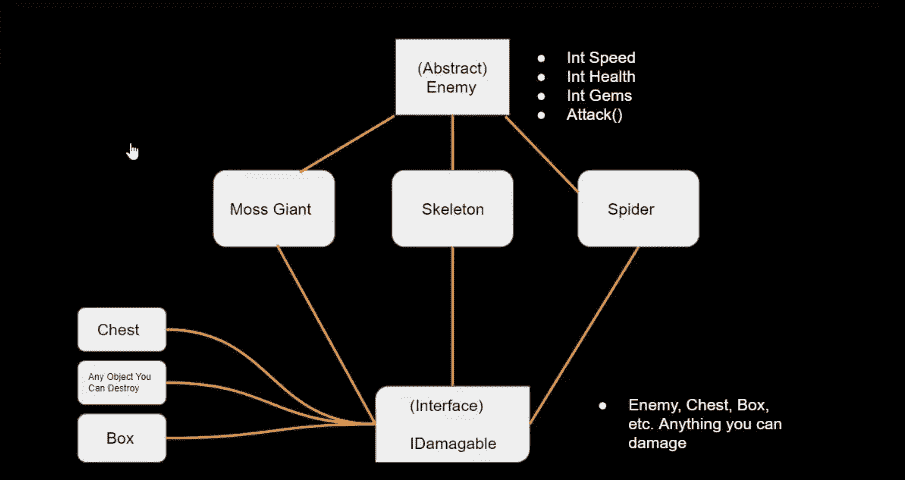 (Abstract)
Enemy
Int Speed
Int Health
Int Gems
Attack()
Moss Giant
Skeleton
Spider
Chest
Any Object You
Can Destroy
Box
(Interface)
IDamagable
Enemy, Chest, Box,
etc. Anything you can
damage